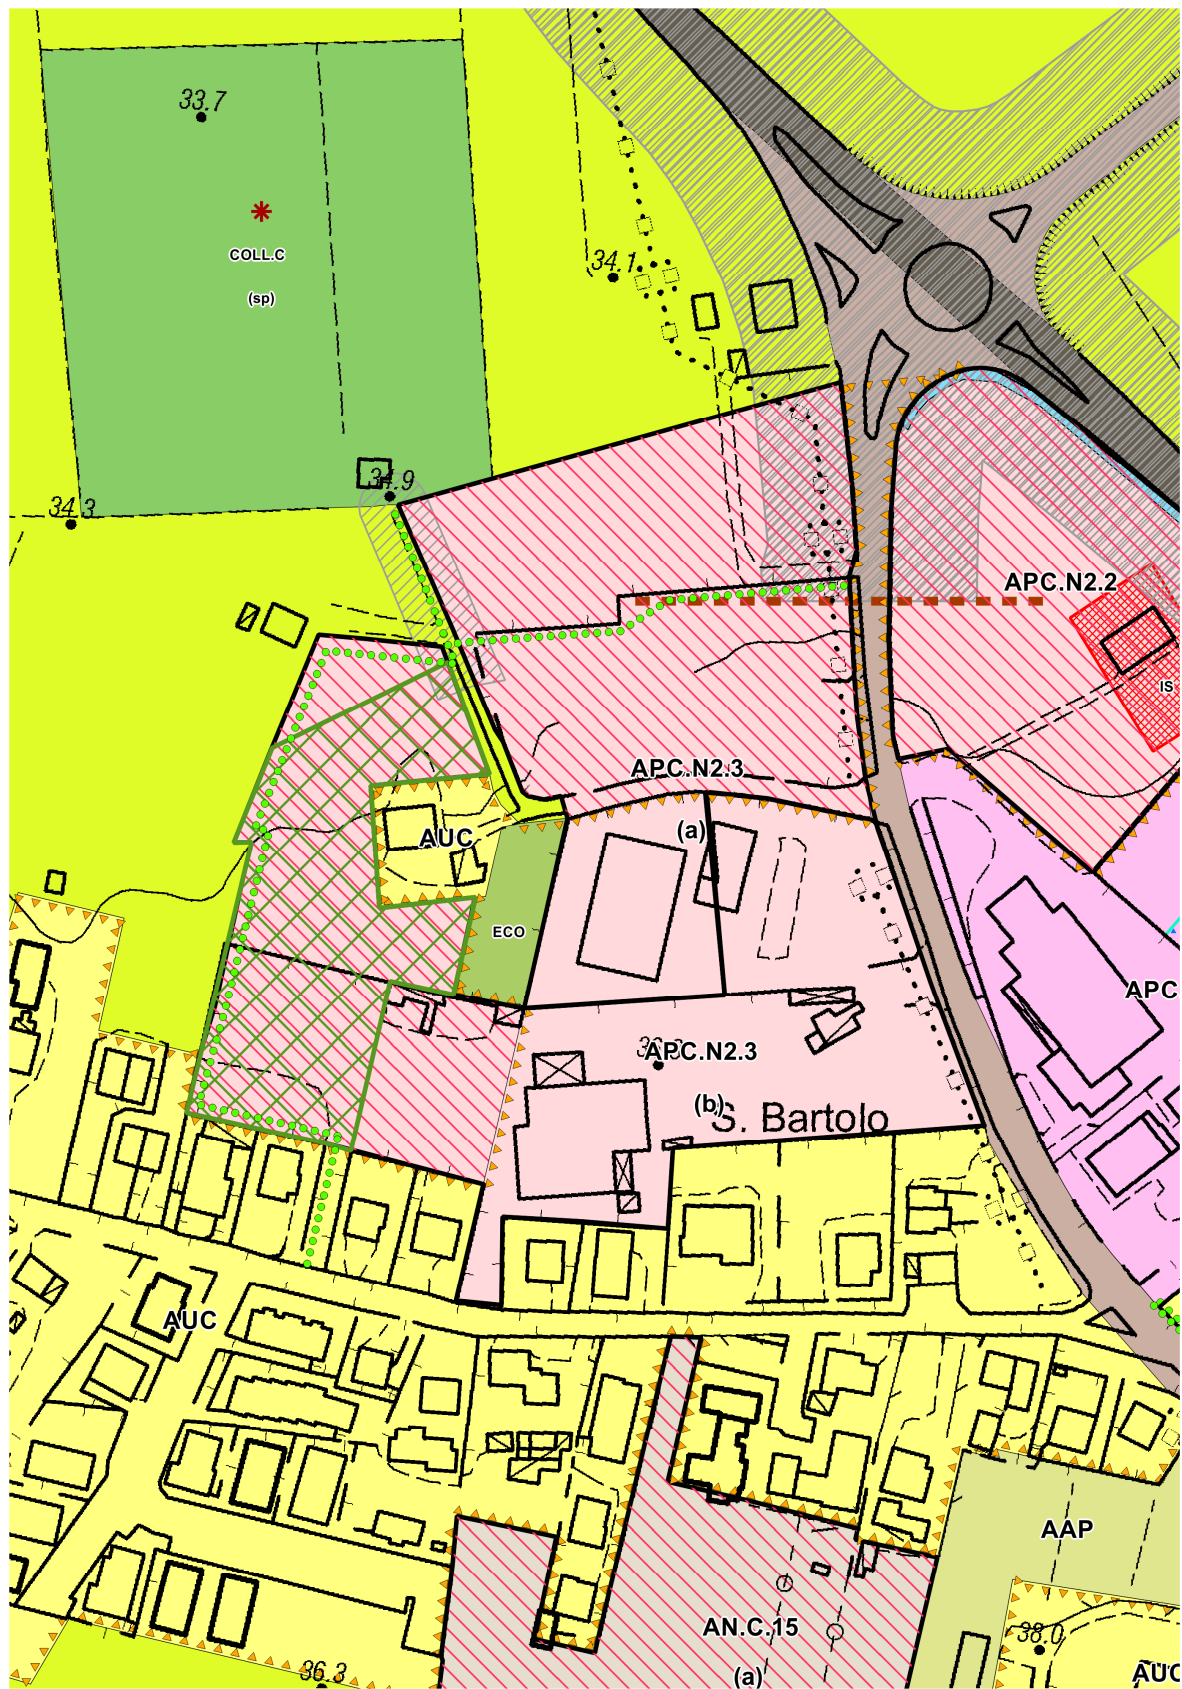 33.7
COLL.C
(sp)
34.1
34.9
34.3
APC.N2.2
IS
APC.N2.3
(a)
AUC
ECO
APC
APC.N2.3
(b)
S. Bartolo
AUC
AAP
AN.C.15
(a)
38.0
AUC
36.3